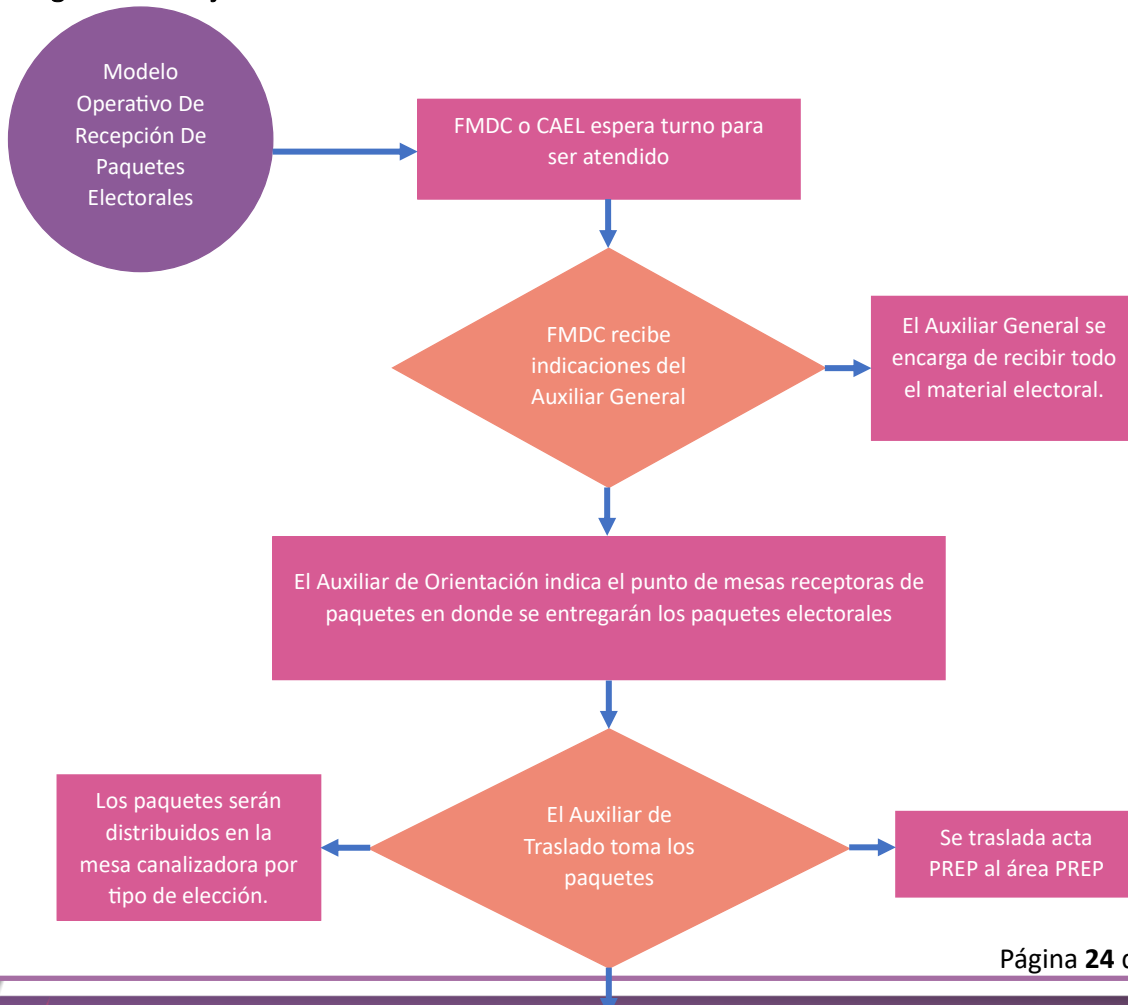 Modelo
Operativo De
Recepción De
Paquetes
Electorales
FMDC o CAEL espera turno para
ser atendido
FMDC recibe
indicaciones del
Auxiliar General
El Auxiliar General se
encarga de recibir todo
el material electoral.
El Auxiliar de Orientación indica el punto de mesas receptoras de
paquetes en donde se entregarán los paquetes electorales
Los paquetes serán
distribuidos en la
mesa canalizadora por
tipo de elección.
El Auxiliar de
Traslado toma los
paquetes
Se traslada acta
PREP al área PREP
Página 24